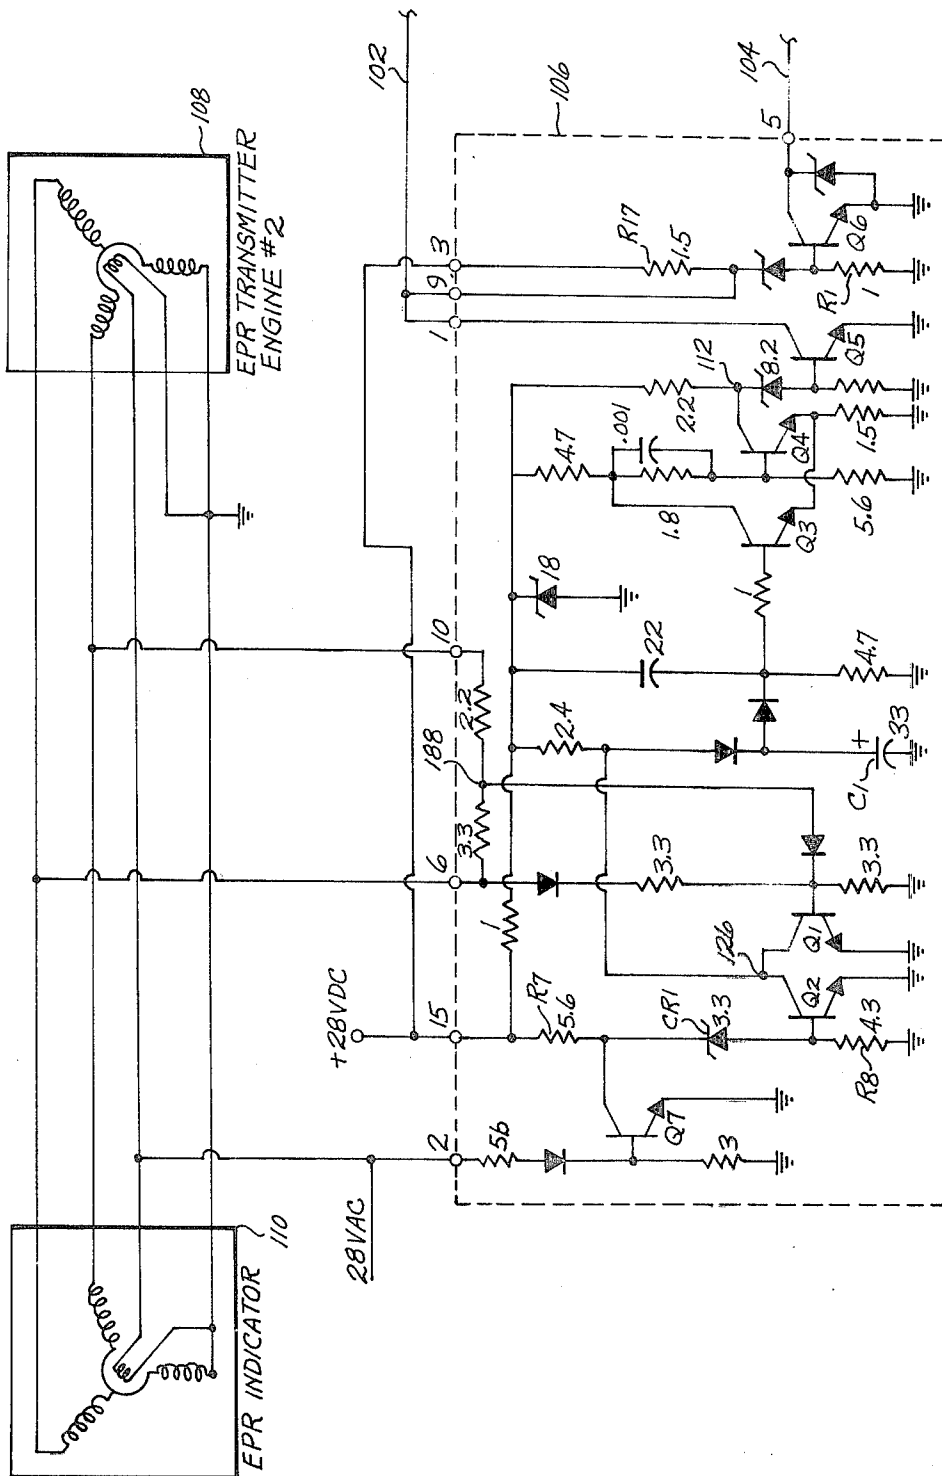 108
EPR TRANSMITTER
ENGINE #2
102
104
106
5
3
9
1
R17
1.5
Q6
R1
1
112
8.2
Q5
2.2
.001
4.7
Q4
1.5
1.8
5.6
Q3
18
1
10
22
4.7
2.2
188
2.4
+
C1
33
3.3
6
3.3
3.3
1
126
Q1
Q2
+28VDC
15
R7
5.6
CR1
3.3
R8
4.3
2
56
Q7
3
28VAC
110
EPR INDICATOR